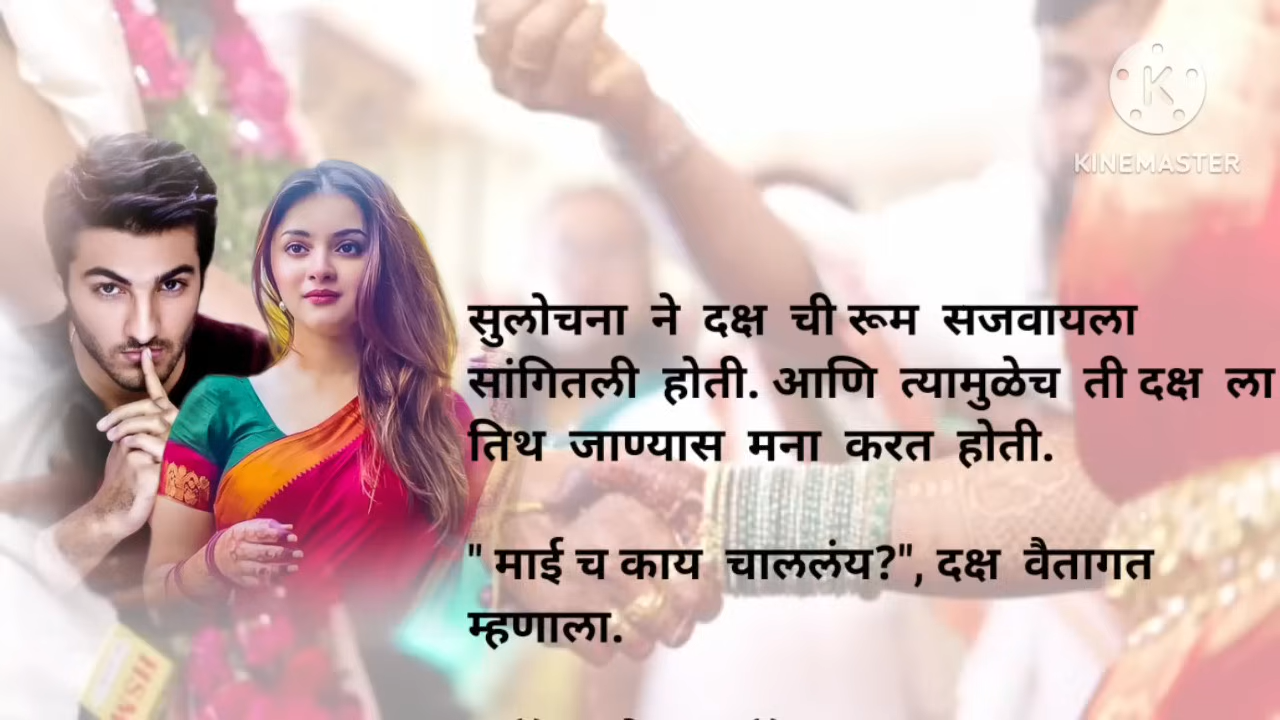 KINEMASTER
सुलोचना ने दक्ष ची रूम सजवायला
सांगितली होती. आणि त्यामुळेच ती दक्ष ला
तिथ जाण्यास मना करत होती.
" माई च काय चाललंय?", दक्ष वैतागत
म्हणाला.